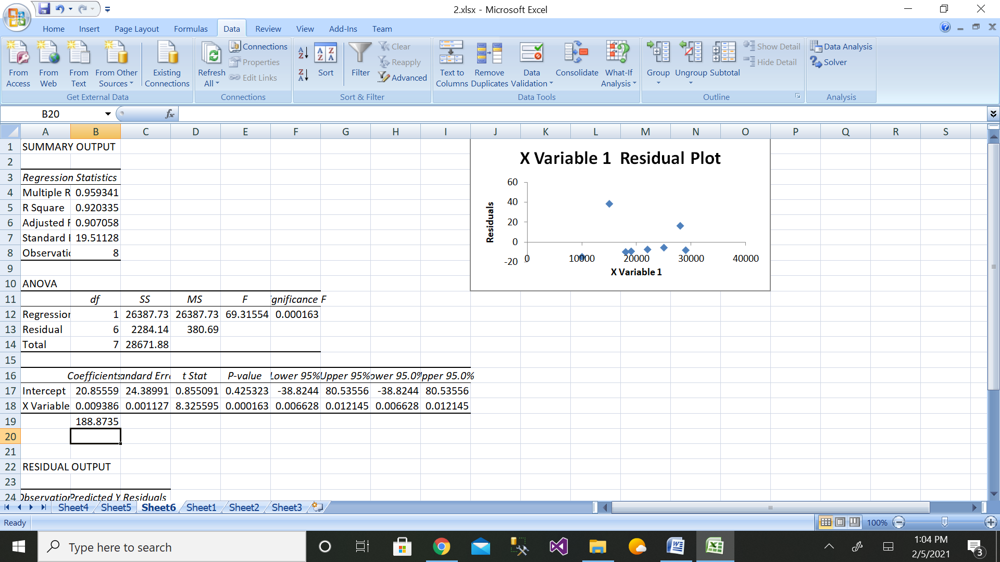 2.xlsx - Microsoft Excel
Home Insert Page Layout Formulas Data Review View Add-Ins Team
From Access
From Web
From Text
From Other Sources
Existing Connections
Get External Data
Refresh All
Connections
Properties
Edit Links
Connections
A Z
Z A
A Z
Z A
Sort
Filter
Clear
Reapply
Advanced
Sort & Filter
Text to Columns
Remove Duplicates
Data Validation
Consolidate
What-If Analysis
Data Tools
Group
Ungroup
Subtotal
Show Detail
Hide Detail
Outline
Data Analysis
Solver
Analysis
B20 fx
A B C D E F G H I J K L M N O P Q R S
1 SUMMARY OUTPUT
2
3 Regression Statistics
4 Multiple R 0.959341
5 R Square 0.920335
6 Adjusted F 0.907058
7 Standard E 19.51128
8 Observatic 8
9
10 ANOVA
11 df SS MS F gnificance F
12 Regression 1 26387.73 26387.73 69.31554 0.000163
13 Residual 6 2284.14 380.69
14 Total 7 28671.88
15
16 Coefficients andard Erro t Stat P-value Lower 95% Upper 95% ower 95.0% pper 95.0%
17 Intercept 20.85559 24.38991 0.855091 0.425323 -38.8244 80.53556 -38.8244 80.53556
18 X Variable 0.009386 0.001127 8.325595 0.000163 0.006628 0.012145 0.006628 0.012145
19 188.8735
20
21
22 RESIDUAL OUTPUT
23
24 Observation Predicted Y Residuals
X Variable 1 Residual Plot
60
40
20
0
-20
Residuals
0 10000 20000 30000 40000
X Variable 1
Sheet4 Sheet5 Sheet6 Sheet1 Sheet2 Sheet3
Ready
100%
Type here to search
1:04 PM
2/5/2021
3